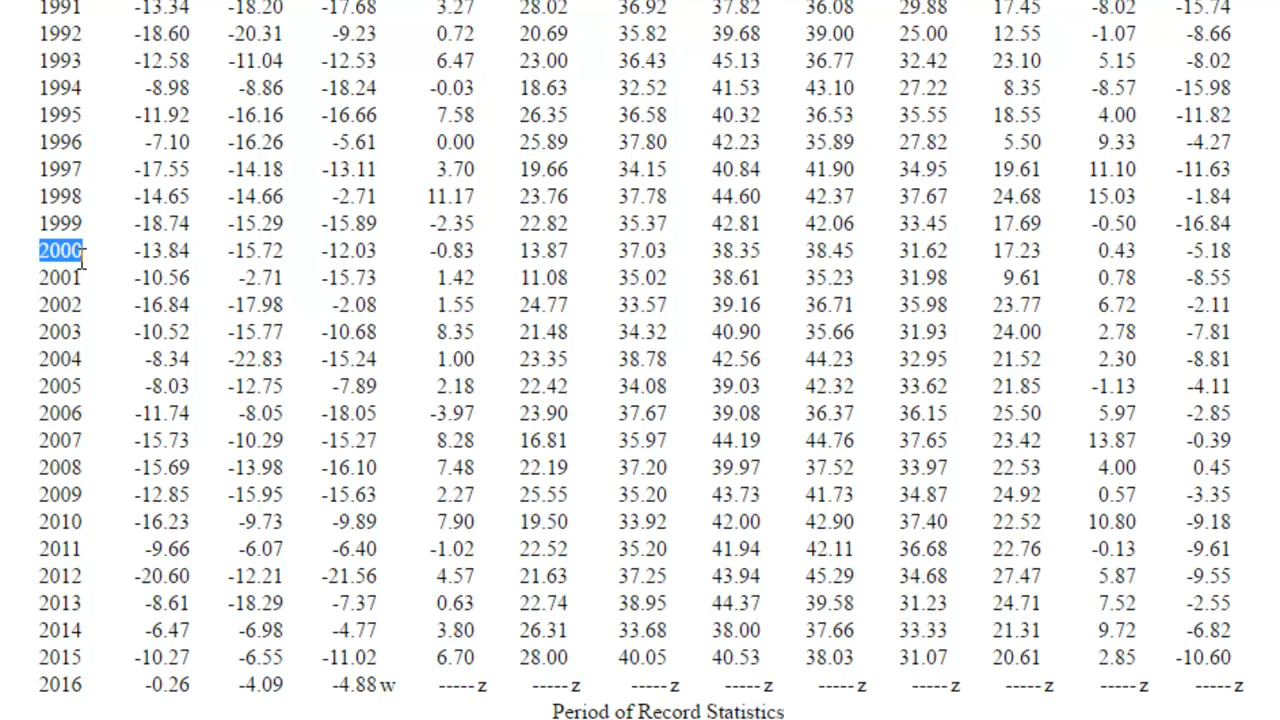 1991 -13.34 -18.20 -17.68 3.27 28.02 36.92 37.82 36.08 29.88 17.45 -8.02 -15.74
1992 -18.60 -20.31 -9.23 0.72 20.69 35.82 39.68 39.00 25.00 12.55 -1.07 -8.66
1993 -12.58 -11.04 -12.53 6.47 23.00 36.43 45.13 36.77 32.42 23.10 5.15 -8.02
1994 -8.98 -8.86 -18.24 -0.03 18.63 32.52 41.53 43.10 27.22 8.35 -8.57 -15.98
1995 -11.92 -16.16 -16.66 7.58 26.35 36.58 40.32 36.53 35.55 18.55 4.00 -11.82
1996 -7.10 -16.26 -5.61 0.00 25.89 37.80 42.23 35.89 27.82 5.50 9.33 -4.27
1997 -17.55 -14.18 -13.11 3.70 19.66 34.15 40.84 41.90 34.95 19.61 11.10 -11.63
1998 -14.65 -14.66 -2.71 11.17 23.76 37.78 44.60 42.37 37.67 24.68 15.03 -1.84
1999 -18.74 -15.29 -15.89 -2.35 22.82 35.37 42.81 42.06 33.45 17.69 -0.50 -16.84
2000 -13.84 -15.72 -12.03 -0.83 13.87 37.03 38.35 38.45 31.62 17.23 0.43 -5.18
2001 -10.56 -2.71 -15.73 1.42 11.08 35.02 38.61 35.23 31.98 9.61 0.78 -8.55
2002 -16.84 -17.98 -2.08 1.55 24.77 33.57 39.16 36.71 35.98 23.77 6.72 -2.11
2003 -10.52 -15.77 -10.68 8.35 21.48 34.32 40.90 35.66 31.93 24.00 2.78 -7.81
2004 -8.34 -22.83 -15.24 1.00 23.35 38.78 42.56 44.23 32.95 21.52 2.30 -8.81
2005 -8.03 -12.75 -7.89 2.18 22.42 34.08 39.03 42.32 33.62 21.85 -1.13 -4.11
2006 -11.74 -8.05 -18.05 -3.97 23.90 37.67 39.08 36.37 36.15 25.50 5.97 -2.85
2007 -15.73 -10.29 -15.27 8.28 16.81 35.97 44.19 44.76 37.65 23.42 13.87 -0.39
2008 -15.69 -13.98 -16.10 7.48 22.19 37.20 39.97 37.52 33.97 22.53 4.00 0.45
2009 -12.85 -15.95 -15.63 2.27 25.55 35.20 43.73 41.73 34.87 24.92 0.57 -3.35
2010 -16.23 -9.73 -9.89 7.90 19.50 33.92 42.00 42.90 37.40 22.52 10.80 -9.18
2011 -9.66 -6.07 -6.40 -1.02 22.52 35.20 41.94 42.11 36.68 22.76 -0.13 -9.61
2012 -20.60 -12.21 -21.56 4.57 21.63 37.25 43.94 45.29 34.68 27.47 5.87 -9.55
2013 -8.61 -18.29 -7.37 0.63 22.74 38.95 44.37 39.58 31.23 24.71 7.52 -2.55
2014 -6.47 -6.98 -4.77 3.80 26.31 33.68 38.00 37.66 33.33 21.31 9.72 -6.82
2015 -10.27 -6.55 -11.02 6.70 28.00 40.05 40.53 38.03 31.07 20.61 2.85 -10.60
2016 -0.26 -4.09 -4.88 w ----- z ----- z ----- z ----- z ----- z ----- z ----- z ----- z ----- z
Period of Record Statistics